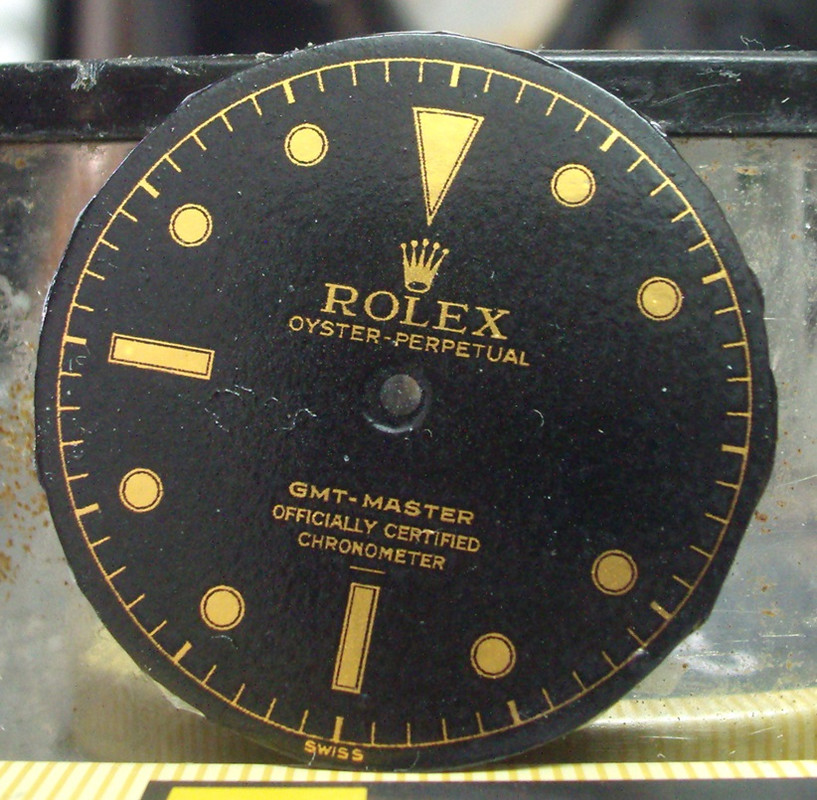 ROLEX
OYSTER-PERPETUAL
GMT-MASTER
OFFICIALLY CERTIFIED
CHRONOMETER
SWISS